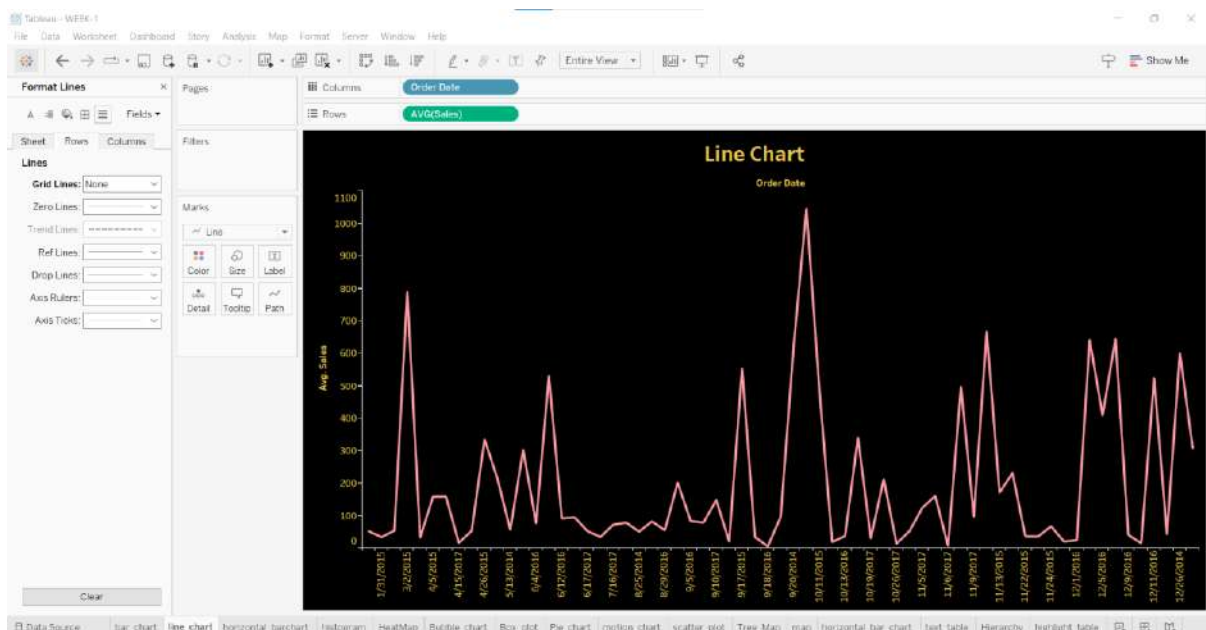 Tableau - WEEK-1
File Data Worksheet Dashboard Story Analysis Map Format Server Window Help
Entire View
Show Me
Format Lines
Fields
Sheet Rows Columns
Lines
Grid Lines: None
Zero Lines:
Trend Lines:
Ref Lines:
Drop Lines:
Axis Rulers:
Axis Ticks:
Clear
Pages
Filters
Marks
Line
Color Size Label
Detail Tooltip Path
Columns Order Date
Rows AVG(Sales)
Line Chart
Order Date
Avg. Sales
1100
1000
900
800
700
600
500
400
300
200
100
0
1/31/2015
3/2/2015
4/5/2015
4/15/2017
4/26/2015
5/13/2014
6/4/2016
6/12/2016
6/17/2017
7/16/2014
8/25/2014
8/29/2016
9/5/2016
9/10/2017
9/17/2015
9/18/2016
9/20/2014
10/11/2015
10/13/2016
10/19/2017
10/26/2017
11/5/2017
11/6/2016
11/9/2017
11/13/2015
11/22/2015
11/24/2015
12/1/2016
12/5/2016
12/9/2016
12/11/2016
12/26/2014
Data Source bar chart line chart horizontal barchart histogram HeatMap Bubble chart Box plot Pie chart motion chart scatter plot Tree Map map horizontal bar chart text table Hierarchy highlight table